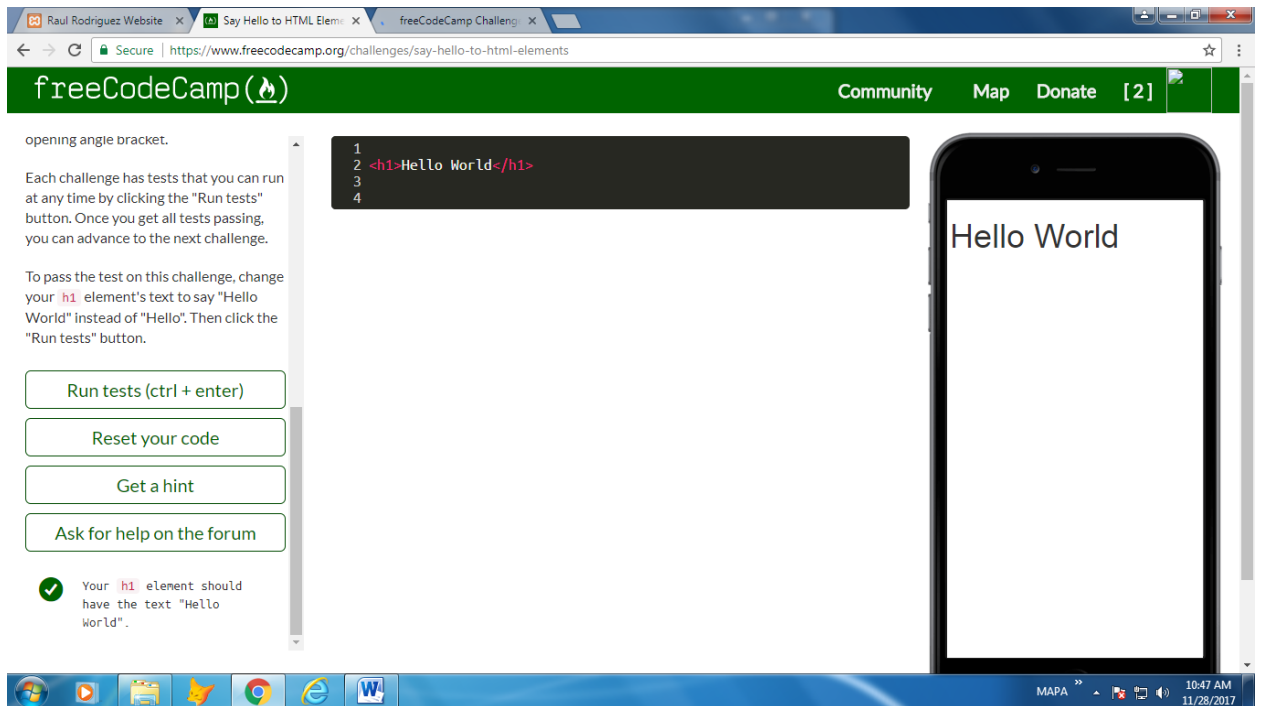 Raul Rodriguez Website
Say Hello to HTML Eleme
freeCodeCamp Challeng
Secure
https://www.freecodecamp.org/challenges/say-hello-to-html-elements
freeCodeCamp(
)
Community
Map
Donate
[ 2 ]
opening angle bracket.
Each challenge has tests that you can run
at any time by clicking the "Run tests"
button. Once you get all tests passing,
you can advance to the next challenge.
To pass the test on this challenge, change
your h1 element's text to say "Hello
World" instead of "Hello". Then click the
"Run tests" button.
Run tests (ctrl + enter)
Reset your code
Get a hint
Ask for help on the forum
Your h1 element should
have the text "Hello
World".
1
2 <h1>Hello World</h1>
3
4
Hello World
MAPA
10:47 AM
11/28/2017